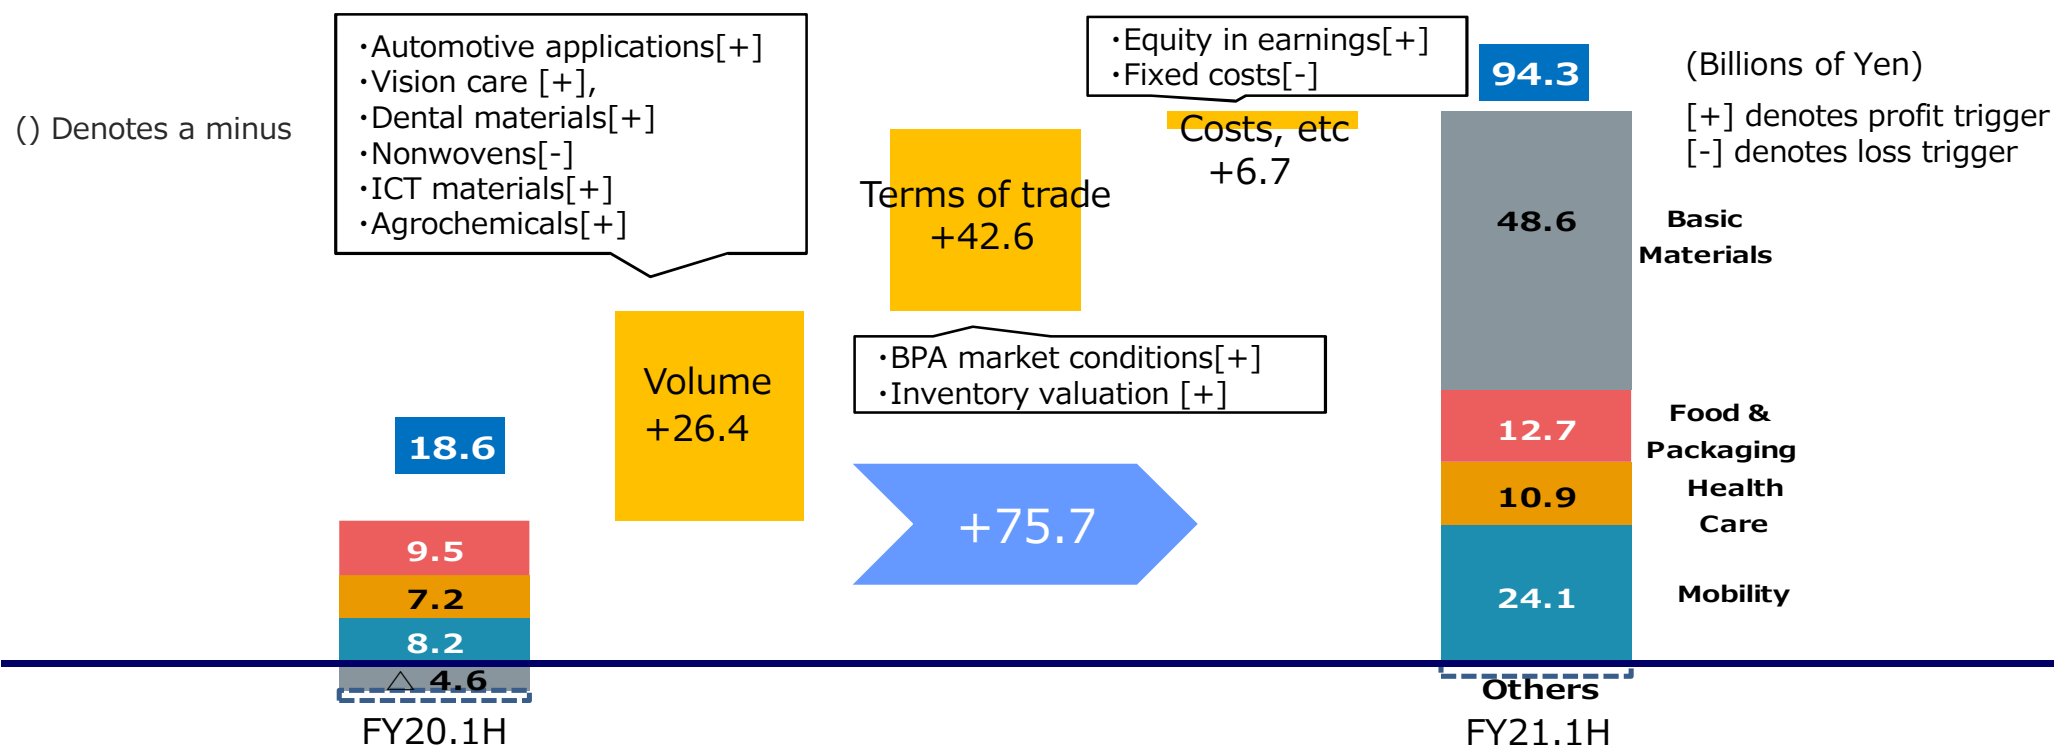 () Denotes a minus
・Automotive applications[+]
・Vision care [+],
・Dental materials[+]
・Nonwovens[-]
・ICT materials[+]
・Agrochemicals[+]
・Equity in earnings[+]
・Fixed costs[-]
94.3
(Billions of Yen)
[+] denotes profit trigger
[-] denotes loss trigger
Costs, etc
+6.7
Terms of trade
+42.6
48.6
Basic
Materials
・BPA market conditions[+]
・Inventory valuation [+]
Volume
+26.4
18.6
12.7
Food &
Packaging
10.9
Health
Care
+75.7
9.5
7.2
8.2
△ 4.6
24.1
Mobility
Others
FY20.1H
FY21.1H